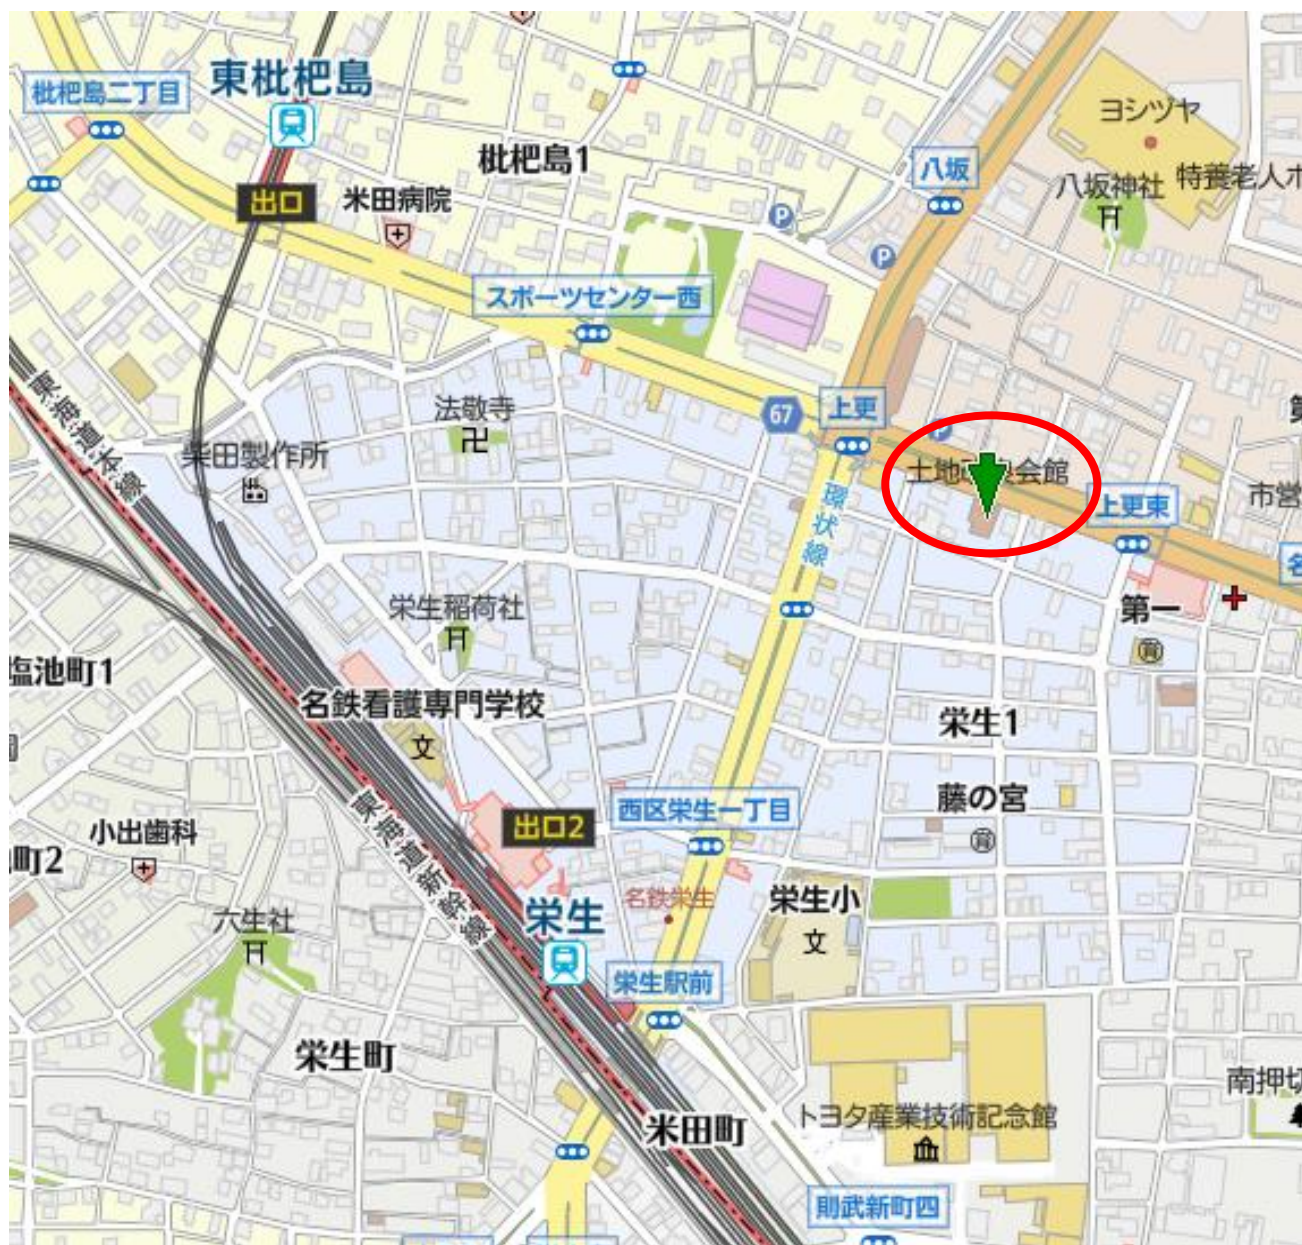 東枇杷島
枇杷島二丁目
ヨシヅヤ
枇杷島1
八坂
八坂神社
特養老人ホ
出口
米田病院
P
P
スポーツセンター西
67
上更
法敬寺
P
東海道本線
柴田製作所
土地改良会館
環状線
上更東
市営
名
栄生稲荷社
第一
塩池町1
名鉄看護専門学校
文
栄生1
東海道新幹線
西区栄生一丁目
出口2
藤の宮
小出歯科
町2
名鉄栄生
栄生小
文
六生社
栄生
栄生駅前
栄生町
南押切
米田町
トヨタ産業技術記念館
則武新町四